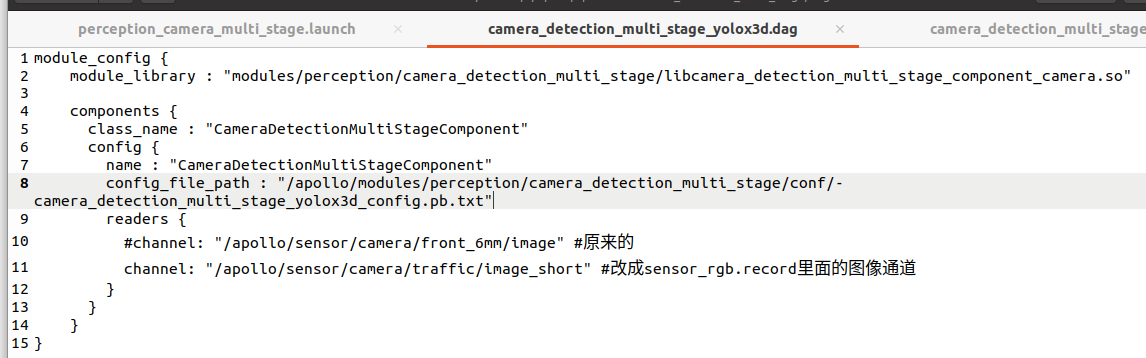 perception_camera_multi_stage.launch × camera_detection_multi_stage_yolox3d.dag × camera_detection_multi_stage
1 module_config {
2 module_library : "modules/perception/camera_detection_multi_stage/libcamera_detection_multi_stage_component_camera.so"
3
4 components {
5 class_name : "CameraDetectionMultiStageComponent"
6 config {
7 name : "CameraDetectionMultiStageComponent"
8 config_file_path : "/apollo/modules/perception/camera_detection_multi_stage/conf/-
camera_detection_multi_stage_yolox3d_config.pb.txt"
9 readers {
10 #channel: "/apollo/sensor/camera/front_6mm/image" #原来的
11 channel: "/apollo/sensor/camera/traffic/image_short" #改成sensor_rgb.record里面的图像通道
12 }
13 }
14 }
15 }